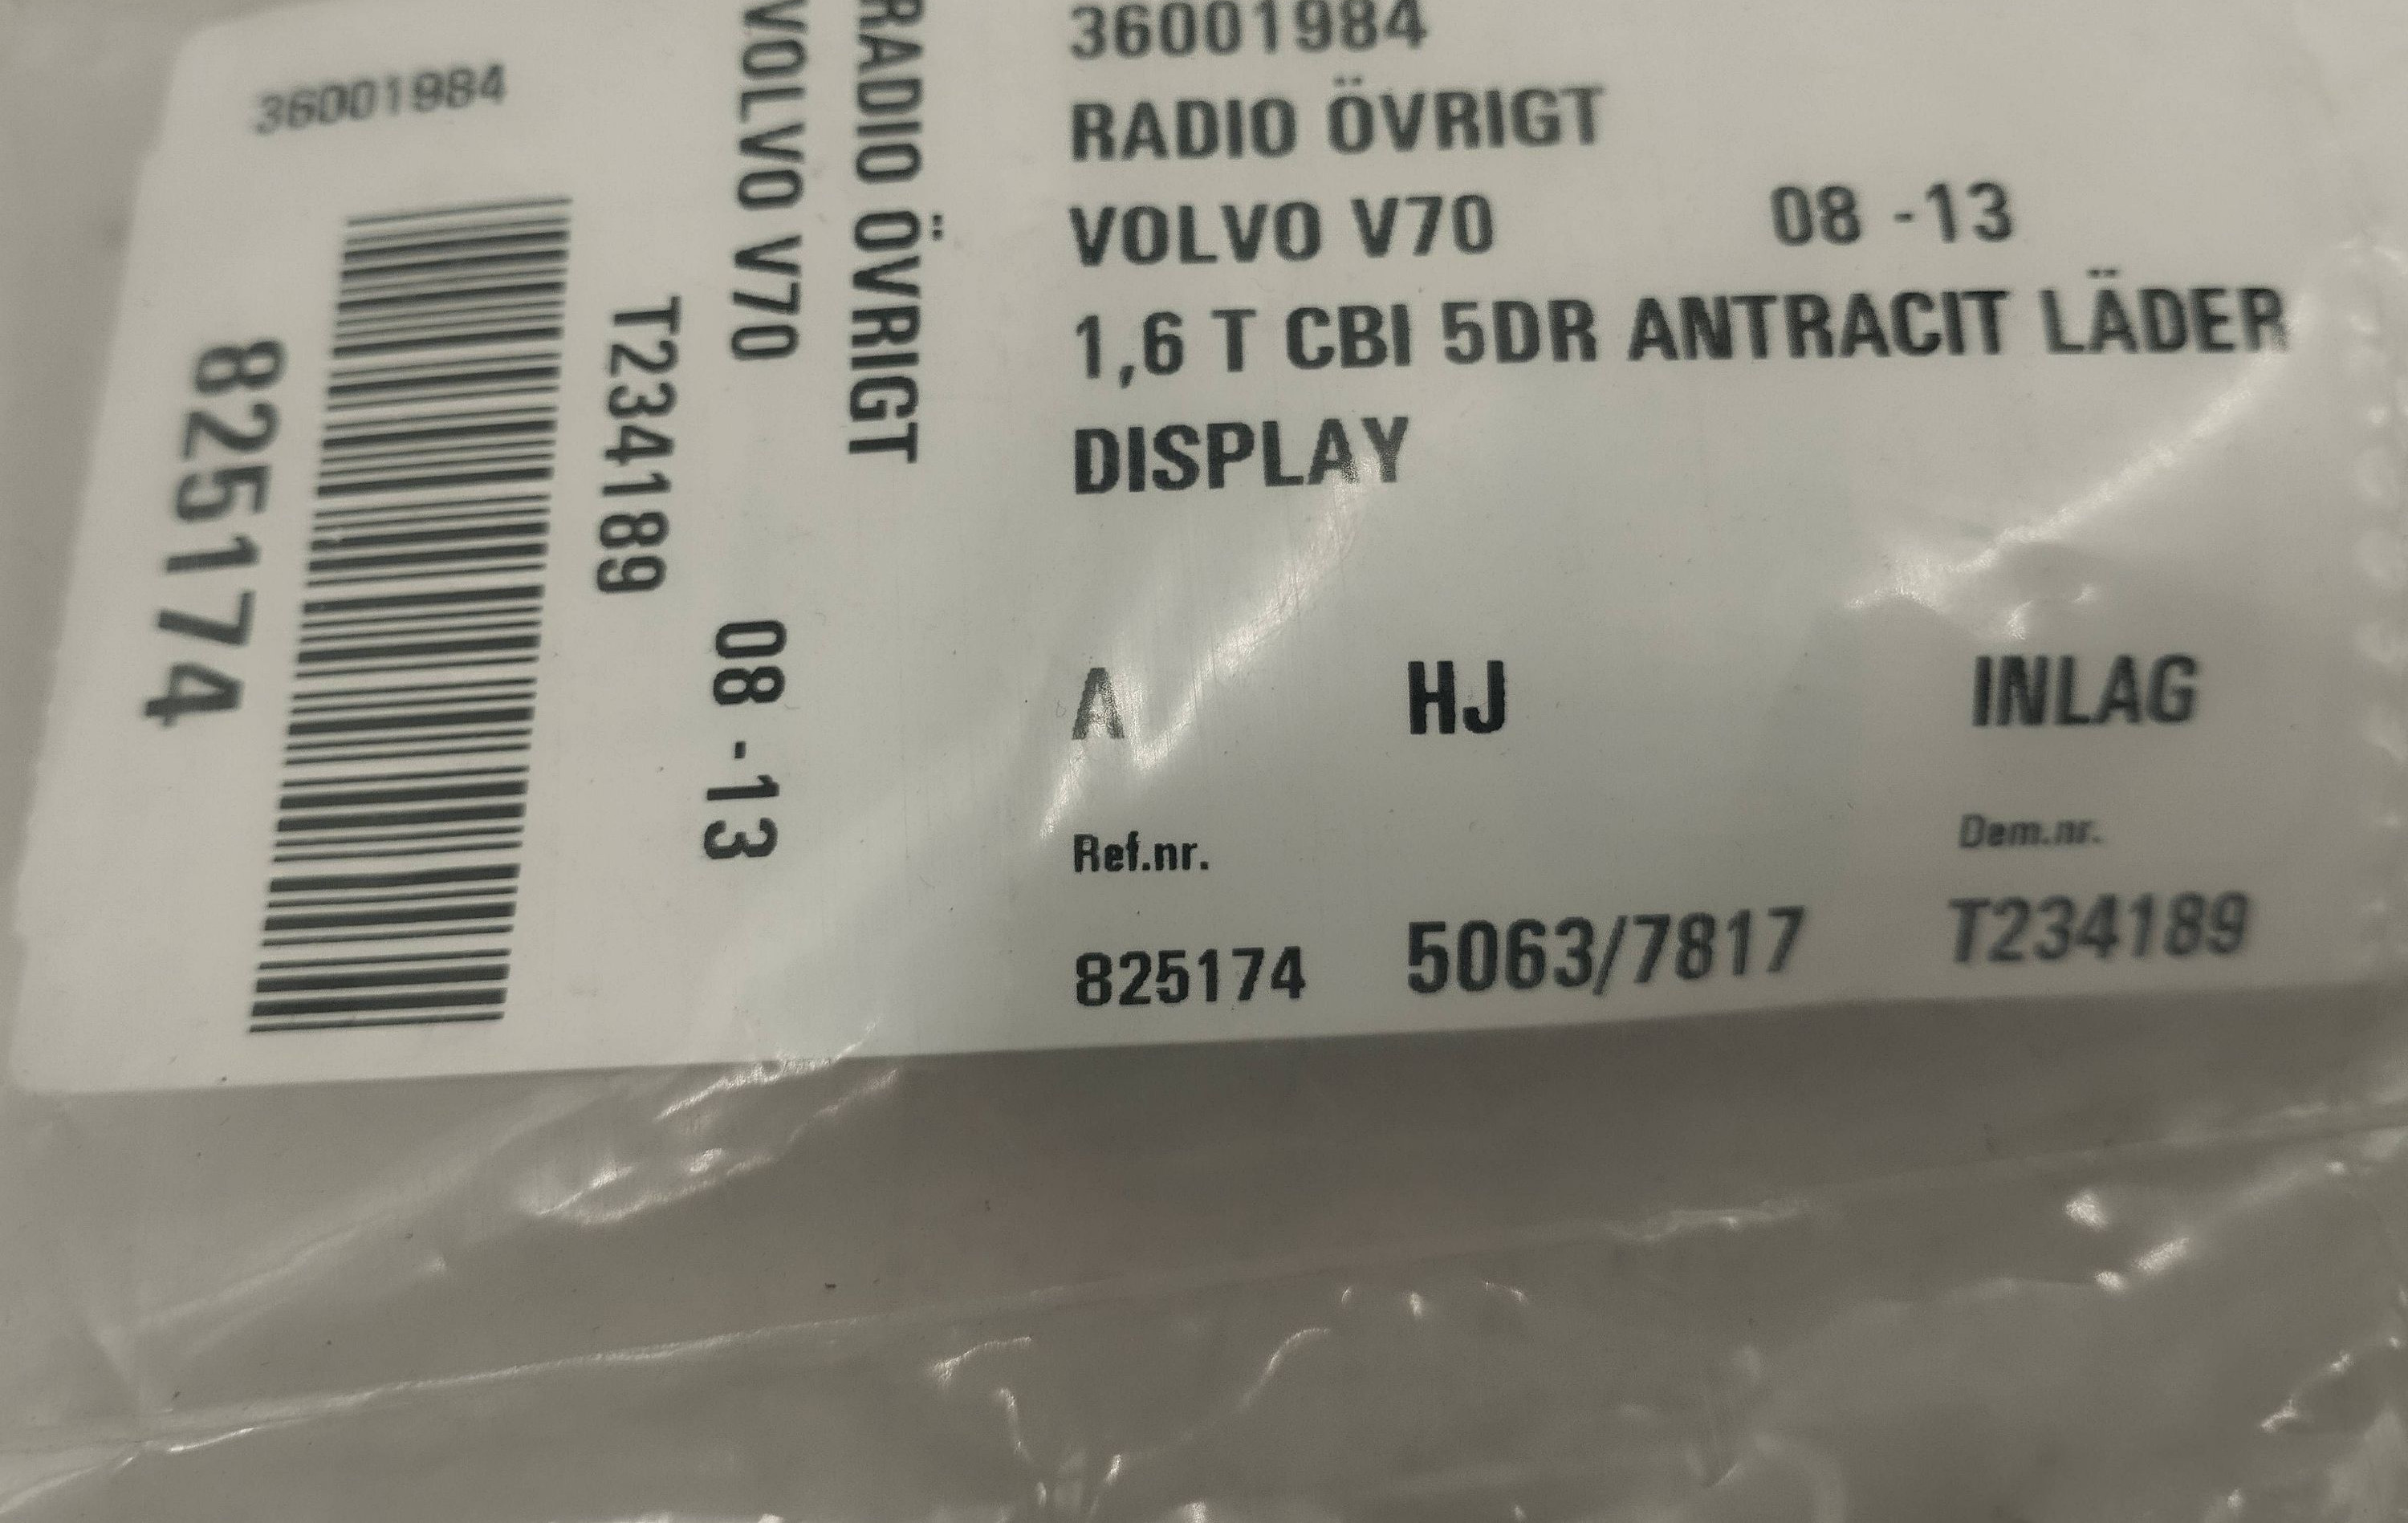 36001984
825174
T234189
VOLVO V70 08 -13
RADIO ÖVRIGT
36001984
RADIO ÖVRIGT
VOLVO V70 08 -13
1,6 T CBI 5DR ANTRACIT LÄDER
DISPLAY
A HJ INLAG
Ref.nr. Dem.nr.
825174 5063/7817 T234189